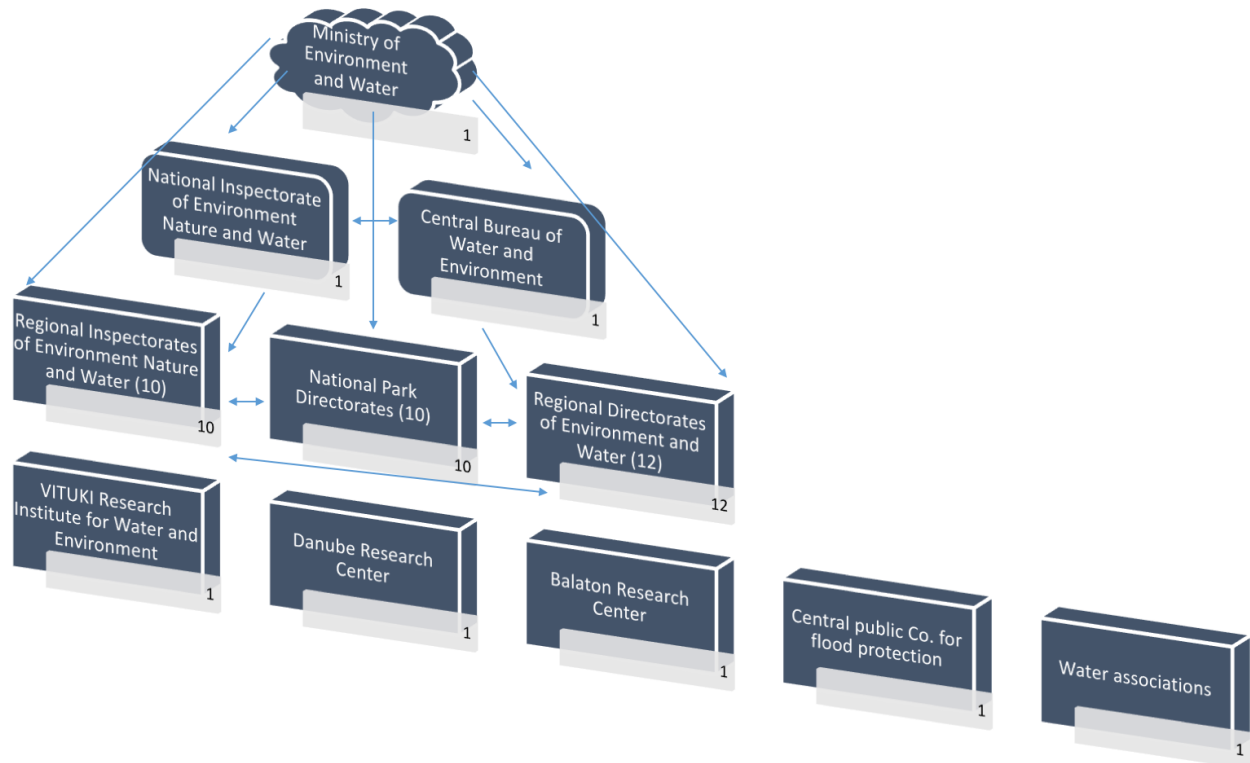 Ministry of
Environment
and Water
1
National Inspectorate
of Environment
Nature and Water
1
Central Bureau of
Water and
Environment
1
Regional Inspectorates
of Environment Nature
and Water (10)
10
National Park
Directorates (10)
10
Regional Directorates
of Environment and
Water (12)
12
VITUKI Research
Institute for Water and
Environment
1
Danube Research
Center
1
Balaton Research
Center
1
Central public Co. for
flood protection
1
Water associations
1